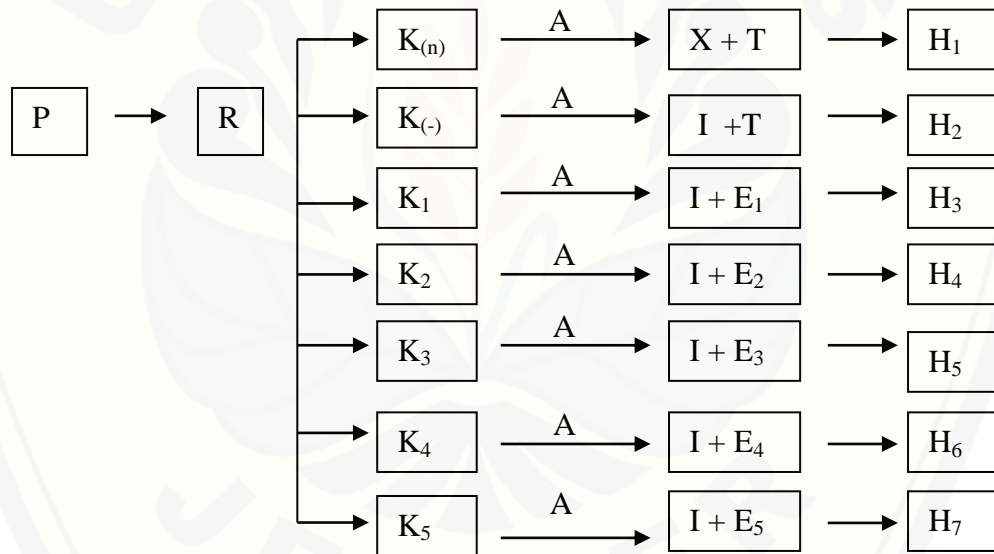 K(n) A X + T H1
P R K(-) A I +T H2
K1 A I + E1 H3
K2 A I + E2 H4
K3 A I + E3 H5
K4 A I + E4 H6
K5 A I + E5 H7